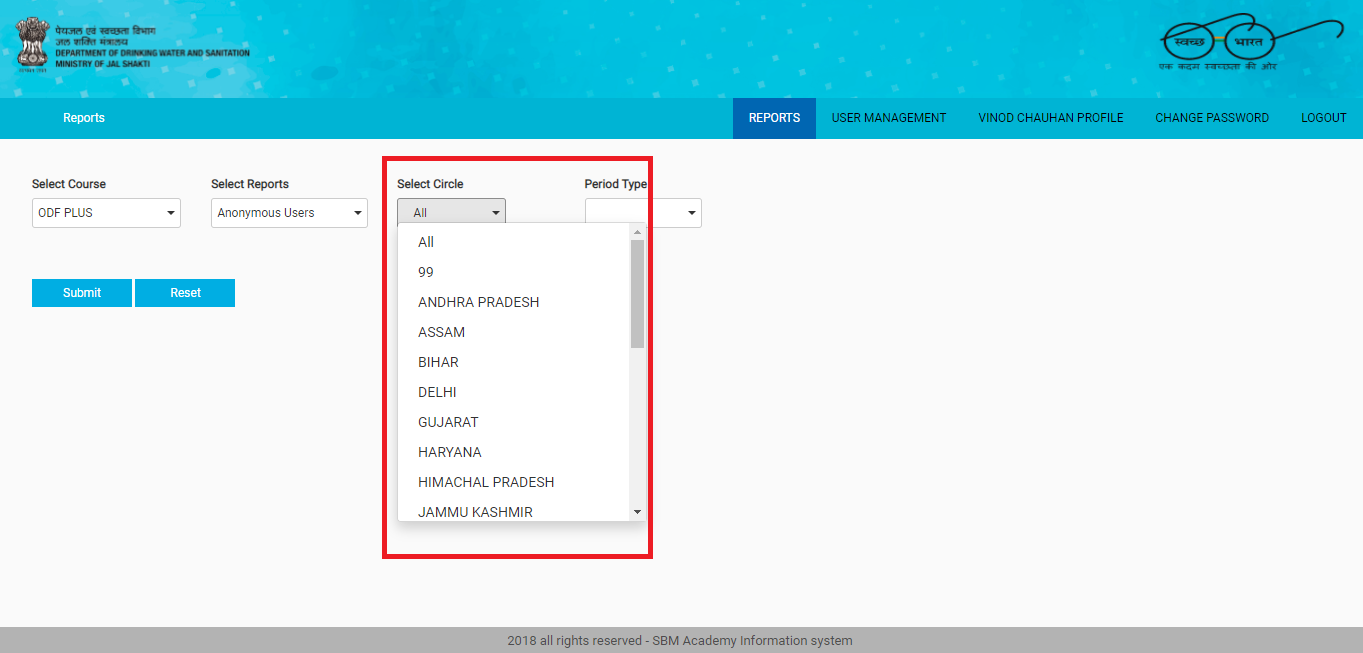 पेयजल एवं स्वच्छता विभाग
जल शक्ति मंत्रालय
DEPARTMENT OF DRINKING WATER AND SANITATION
MINISTRY OF JAL SHAKTI
स्वच्छ भारत
एक कदम स्वच्छता की ओर
Reports
REPORTS USER MANAGEMENT VINOD CHAUHAN PROFILE CHANGE PASSWORD LOGOUT
Select Course Select Reports Select Circle Period Type
ODF PLUS Anonymous Users All
All
99
ANDHRA PRADESH
ASSAM
BIHAR
DELHI
GUJARAT
HARYANA
HIMACHAL PRADESH
JAMMU KASHMIR
Submit Reset
2018 all rights reserved - SBM Academy Information system